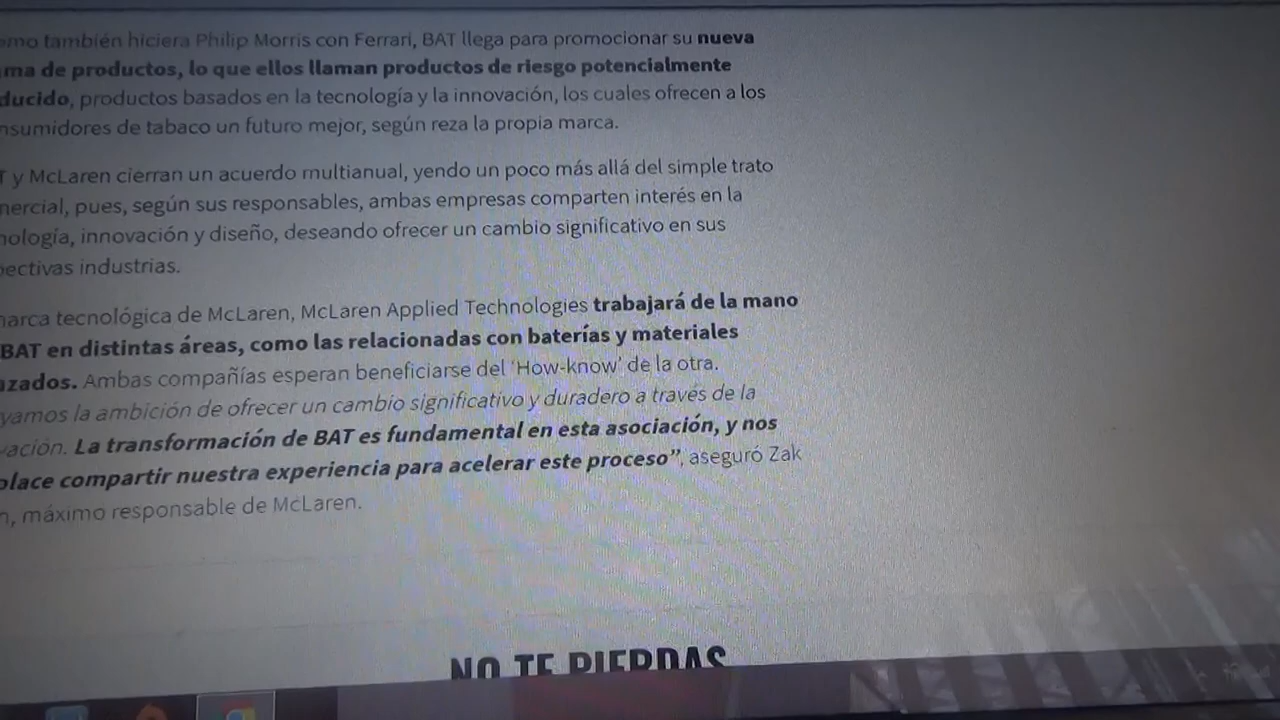 omo también hiciera Philip Morris con Ferrari, BAT llega para promocionar su nueva
ma de productos, lo que ellos llaman productos de riesgo potencialmente
ducido, productos basados en la tecnología y la innovación, los cuales ofrecen a los
nsumidores de tabaco un futuro mejor, según reza la propia marca.
T y McLaren cierran un acuerdo multianual, yendo un poco más allá del simple trato
mercial, pues, según sus responsables, ambas empresas comparten interés en la
nología, innovación y diseño, deseando ofrecer un cambio significativo en sus
pectivas industrias.
marca tecnológica de McLaren, McLaren Applied Technologies trabajará de la mano
BAT en distintas áreas, como las relacionadas con baterías y materiales
nzados. Ambas compañías esperan beneficiarse del ‘How-know’ de la otra.
yamos la ambición de ofrecer un cambio significativo y duradero a través de la
vación. La transformación de BAT es fundamental en esta asociación, y nos
place compartir nuestra experiencia para acelerar este proceso”, aseguró Zak
n, máximo responsable de McLaren.
NO TE PIERDAS